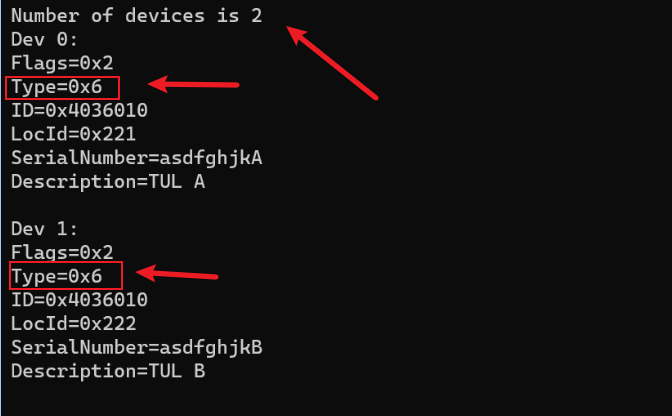 Number of devices is 2
Dev 0:
Flags=0x2
Type=0x6
ID=0x4036010
LocId=0x221
SerialNumber=asdfghjkA
Description=TUL A
Dev 1:
Flags=0x2
Type=0x6
ID=0x4036010
LocId=0x222
SerialNumber=asdfghjkB
Description=TUL B